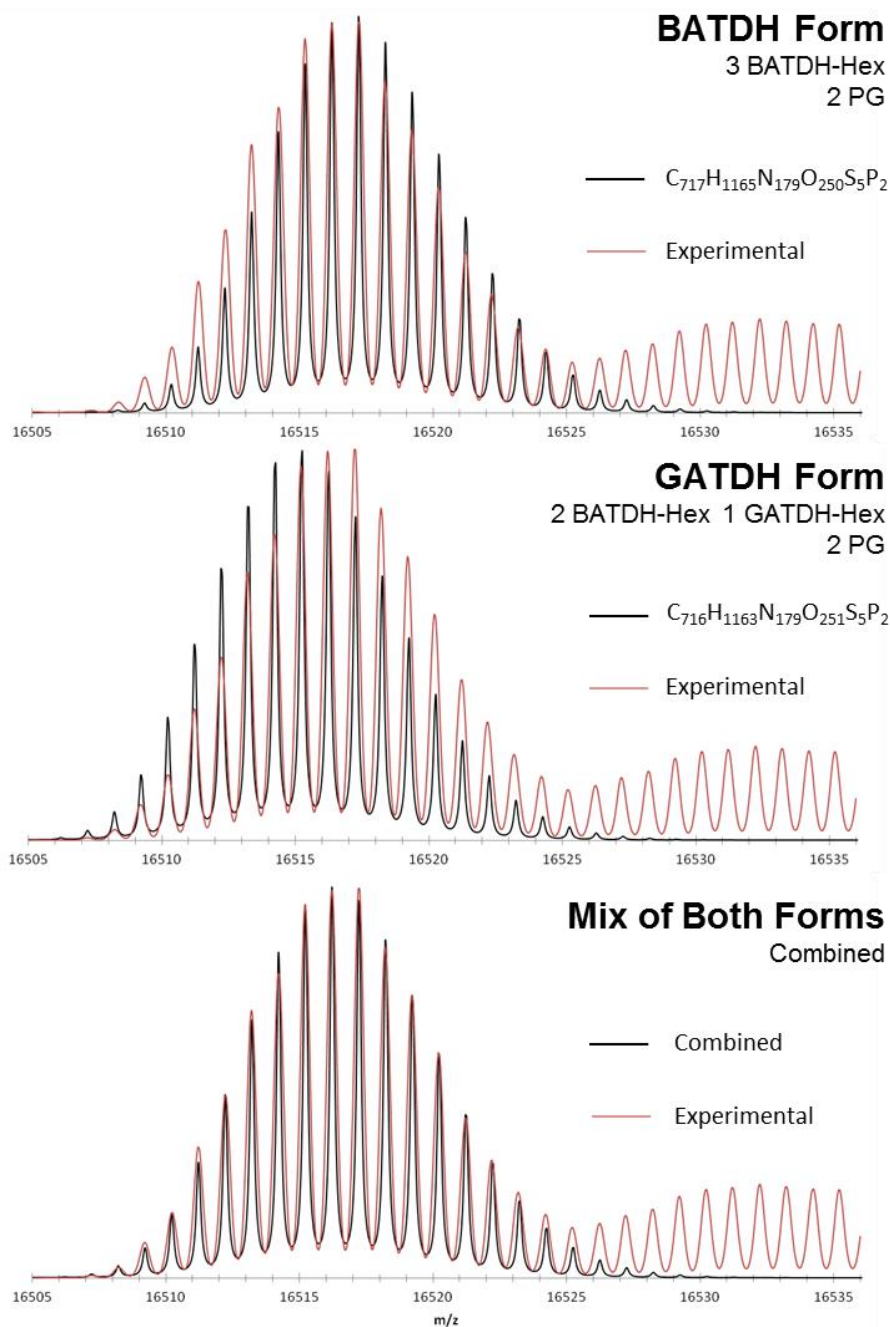 BATDH Form
3 BATDH-Hex
2 PG
C717H1165N179O250S5P2
Experimental
16505 16510 16515 16520 16525 16530 16535
GATDH Form
2 BATDH-Hex 1 GATDH-Hex
2 PG
C716H1163N179O251S5P2
Experimental
16505 16510 16515 16520 16525 16530 16535
Mix of Both Forms
Combined
Combined
Experimental
16505 16510 16515 16520 16525 16530 16535
m/z